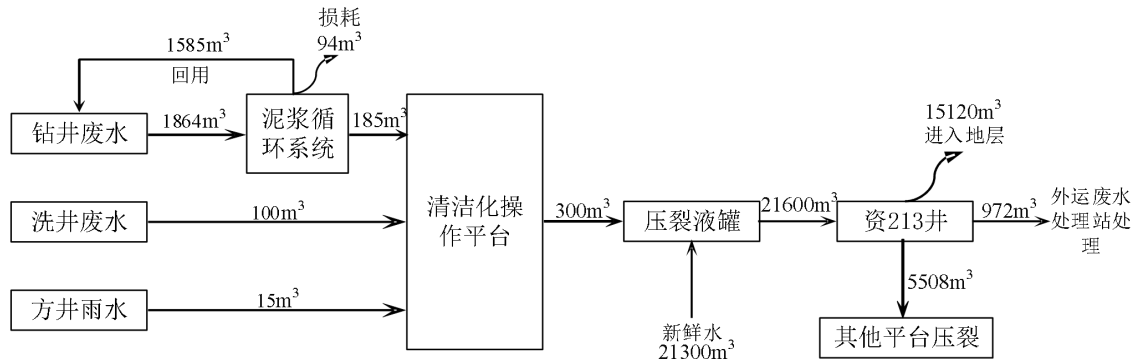 损耗
94m³
1585m³
回用
钻井废水
1864m³
泥浆循
环系统
185m³
15120m³
进入地层
洗井废水
100m³
清洁化操
作平台
300m³
压裂液罐
21600m³
资213井
972m³
外运废水
处理站处
理
5508m³
方井雨水
15m³
新鲜水
21300m³
其他平台压裂